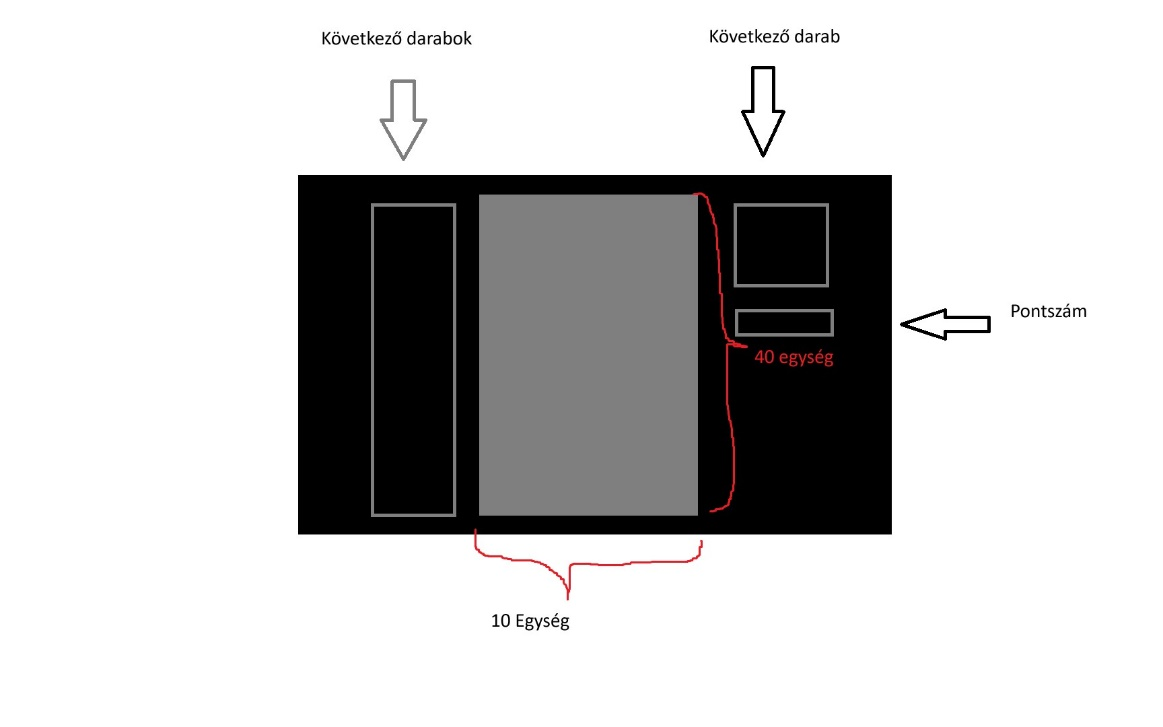 Következő darabok
Következő darab
Pontszám
40 egység
10 Egység